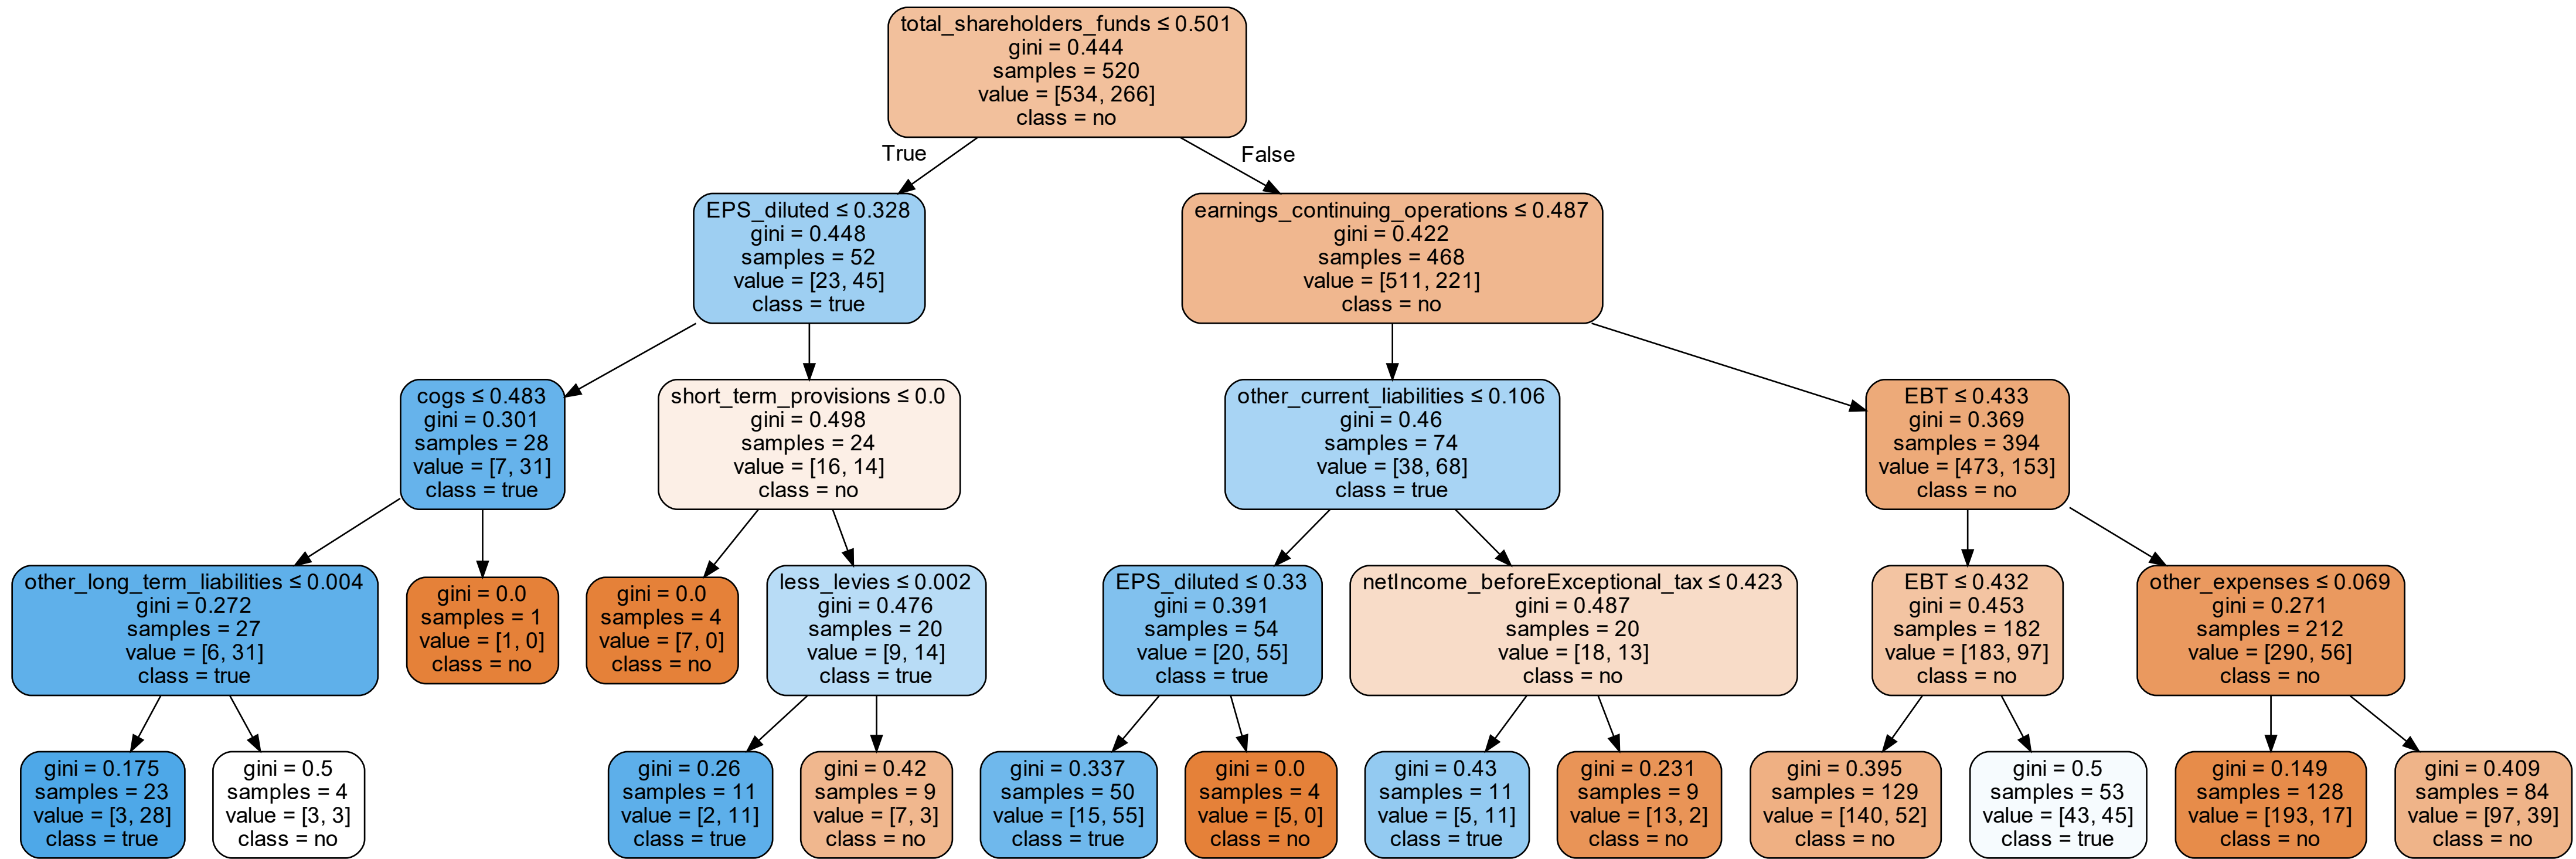 total_shareholders_funds ≤ 0.501
gini = 0.444
samples = 520
value = [534, 266]
class = no
True
False
EPS_diluted ≤ 0.328
gini = 0.448
samples = 52
value = [23, 45]
class = true
earnings_continuing_operations ≤ 0.487
gini = 0.422
samples = 468
value = [511, 221]
class = no
cogs ≤ 0.483
gini = 0.301
samples = 28
value = [7, 31]
class = true
short_term_provisions ≤ 0.0
gini = 0.498
samples = 24
value = [16, 14]
class = no
other_current_liabilities ≤ 0.106
gini = 0.46
samples = 74
value = [38, 68]
class = true
EBT ≤ 0.433
gini = 0.369
samples = 394
value = [473, 153]
class = no
other_long_term_liabilities ≤ 0.004
gini = 0.272
samples = 27
value = [6, 31]
class = true
gini = 0.0
samples = 1
value = [1, 0]
class = no
gini = 0.0
samples = 4
value = [7, 0]
class = no
less_levies ≤ 0.002
gini = 0.476
samples = 20
value = [9, 14]
class = true
EPS_diluted ≤ 0.33
gini = 0.391
samples = 54
value = [20, 55]
class = true
netIncome_beforeExceptional_tax ≤ 0.423
gini = 0.487
samples = 20
value = [18, 13]
class = no
EBT ≤ 0.432
gini = 0.453
samples = 182
value = [183, 97]
class = no
other_expenses ≤ 0.069
gini = 0.271
samples = 212
value = [290, 56]
class = no
gini = 0.175
samples = 23
value = [3, 28]
class = true
gini = 0.5
samples = 4
value = [3, 3]
class = no
gini = 0.26
samples = 11
value = [2, 11]
class = true
gini = 0.42
samples = 9
value = [7, 3]
class = no
gini = 0.337
samples = 50
value = [15, 55]
class = true
gini = 0.0
samples = 4
value = [5, 0]
class = no
gini = 0.43
samples = 11
value = [5, 11]
class = true
gini = 0.231
samples = 9
value = [13, 2]
class = no
gini = 0.395
samples = 129
value = [140, 52]
class = no
gini = 0.5
samples = 53
value = [43, 45]
class = true
gini = 0.149
samples = 128
value = [193, 17]
class = no
gini = 0.409
samples = 84
value = [97, 39]
class = no